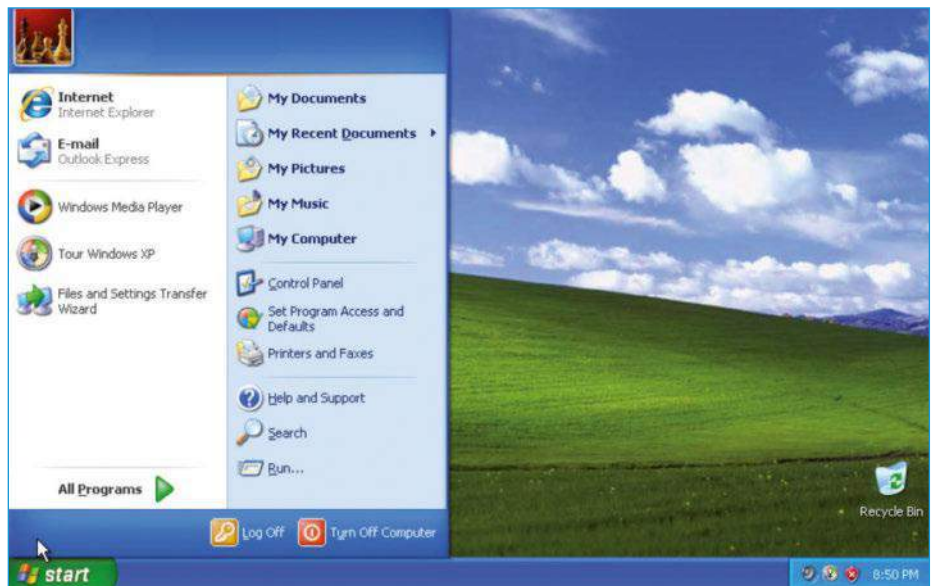 Internet
Internet Explorer
E-mail
Outlook Express
Windows Media Player
Tour Windows XP
Files and Settings Transfer
Wizard
All Programs
My Documents
My Recent Documents
My Pictures
My Music
My Computer
Control Panel
Set Program Access and
Defaults
Printers and Faxes
Help and Support
Search
Run...
Log Off
Turn Off Computer
Recycle Bin
start
8:50 PM